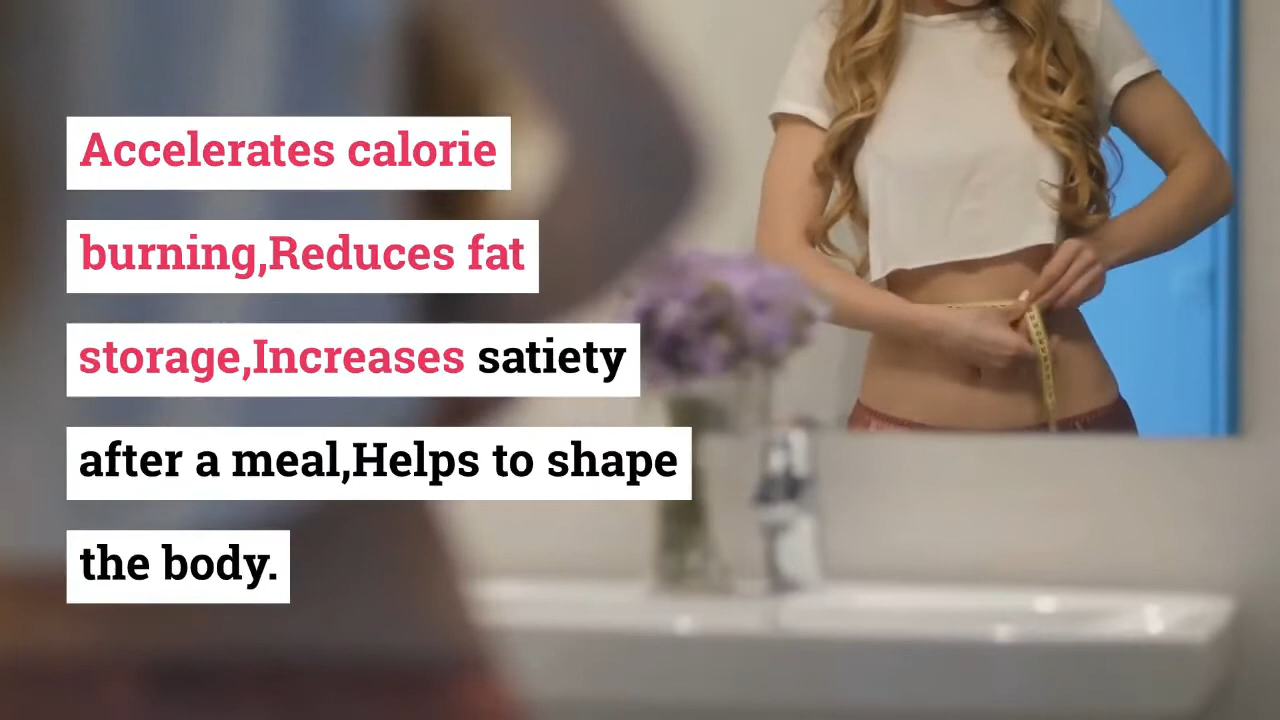 Accelerates calorie
burning,Reduces fat
storage,Increases satiety
after a meal,Helps to shape
the body.